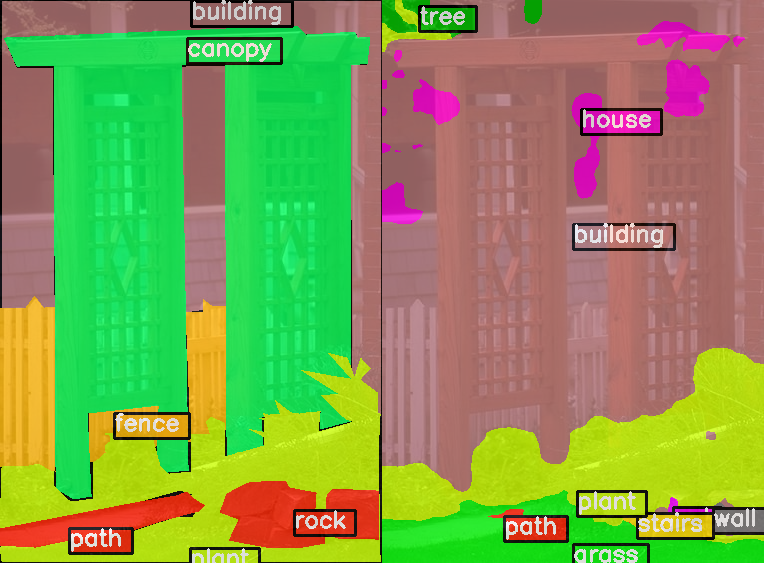 building
canopy
fence
path
rock
plant
tree
house
building
plant
path
stairs
wall
grass